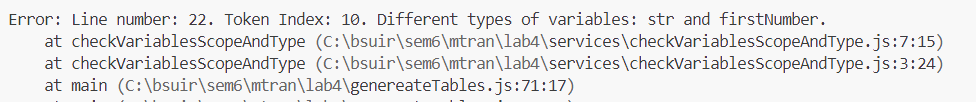 Error: Line number: 22. Token Index: 10. Different types of variables: str and firstNumber.
at checkVariablesScopeAndType (C:\bsuir\sem6\mtran\lab4\services\checkVariablesScopeAndType.js:7:15)
at checkVariablesScopeAndType (C:\bsuir\sem6\mtran\lab4\services\checkVariablesScopeAndType.js:3:24)
at main (C:\bsuir\sem6\mtran\lab4\genereateTables.js:71:17)